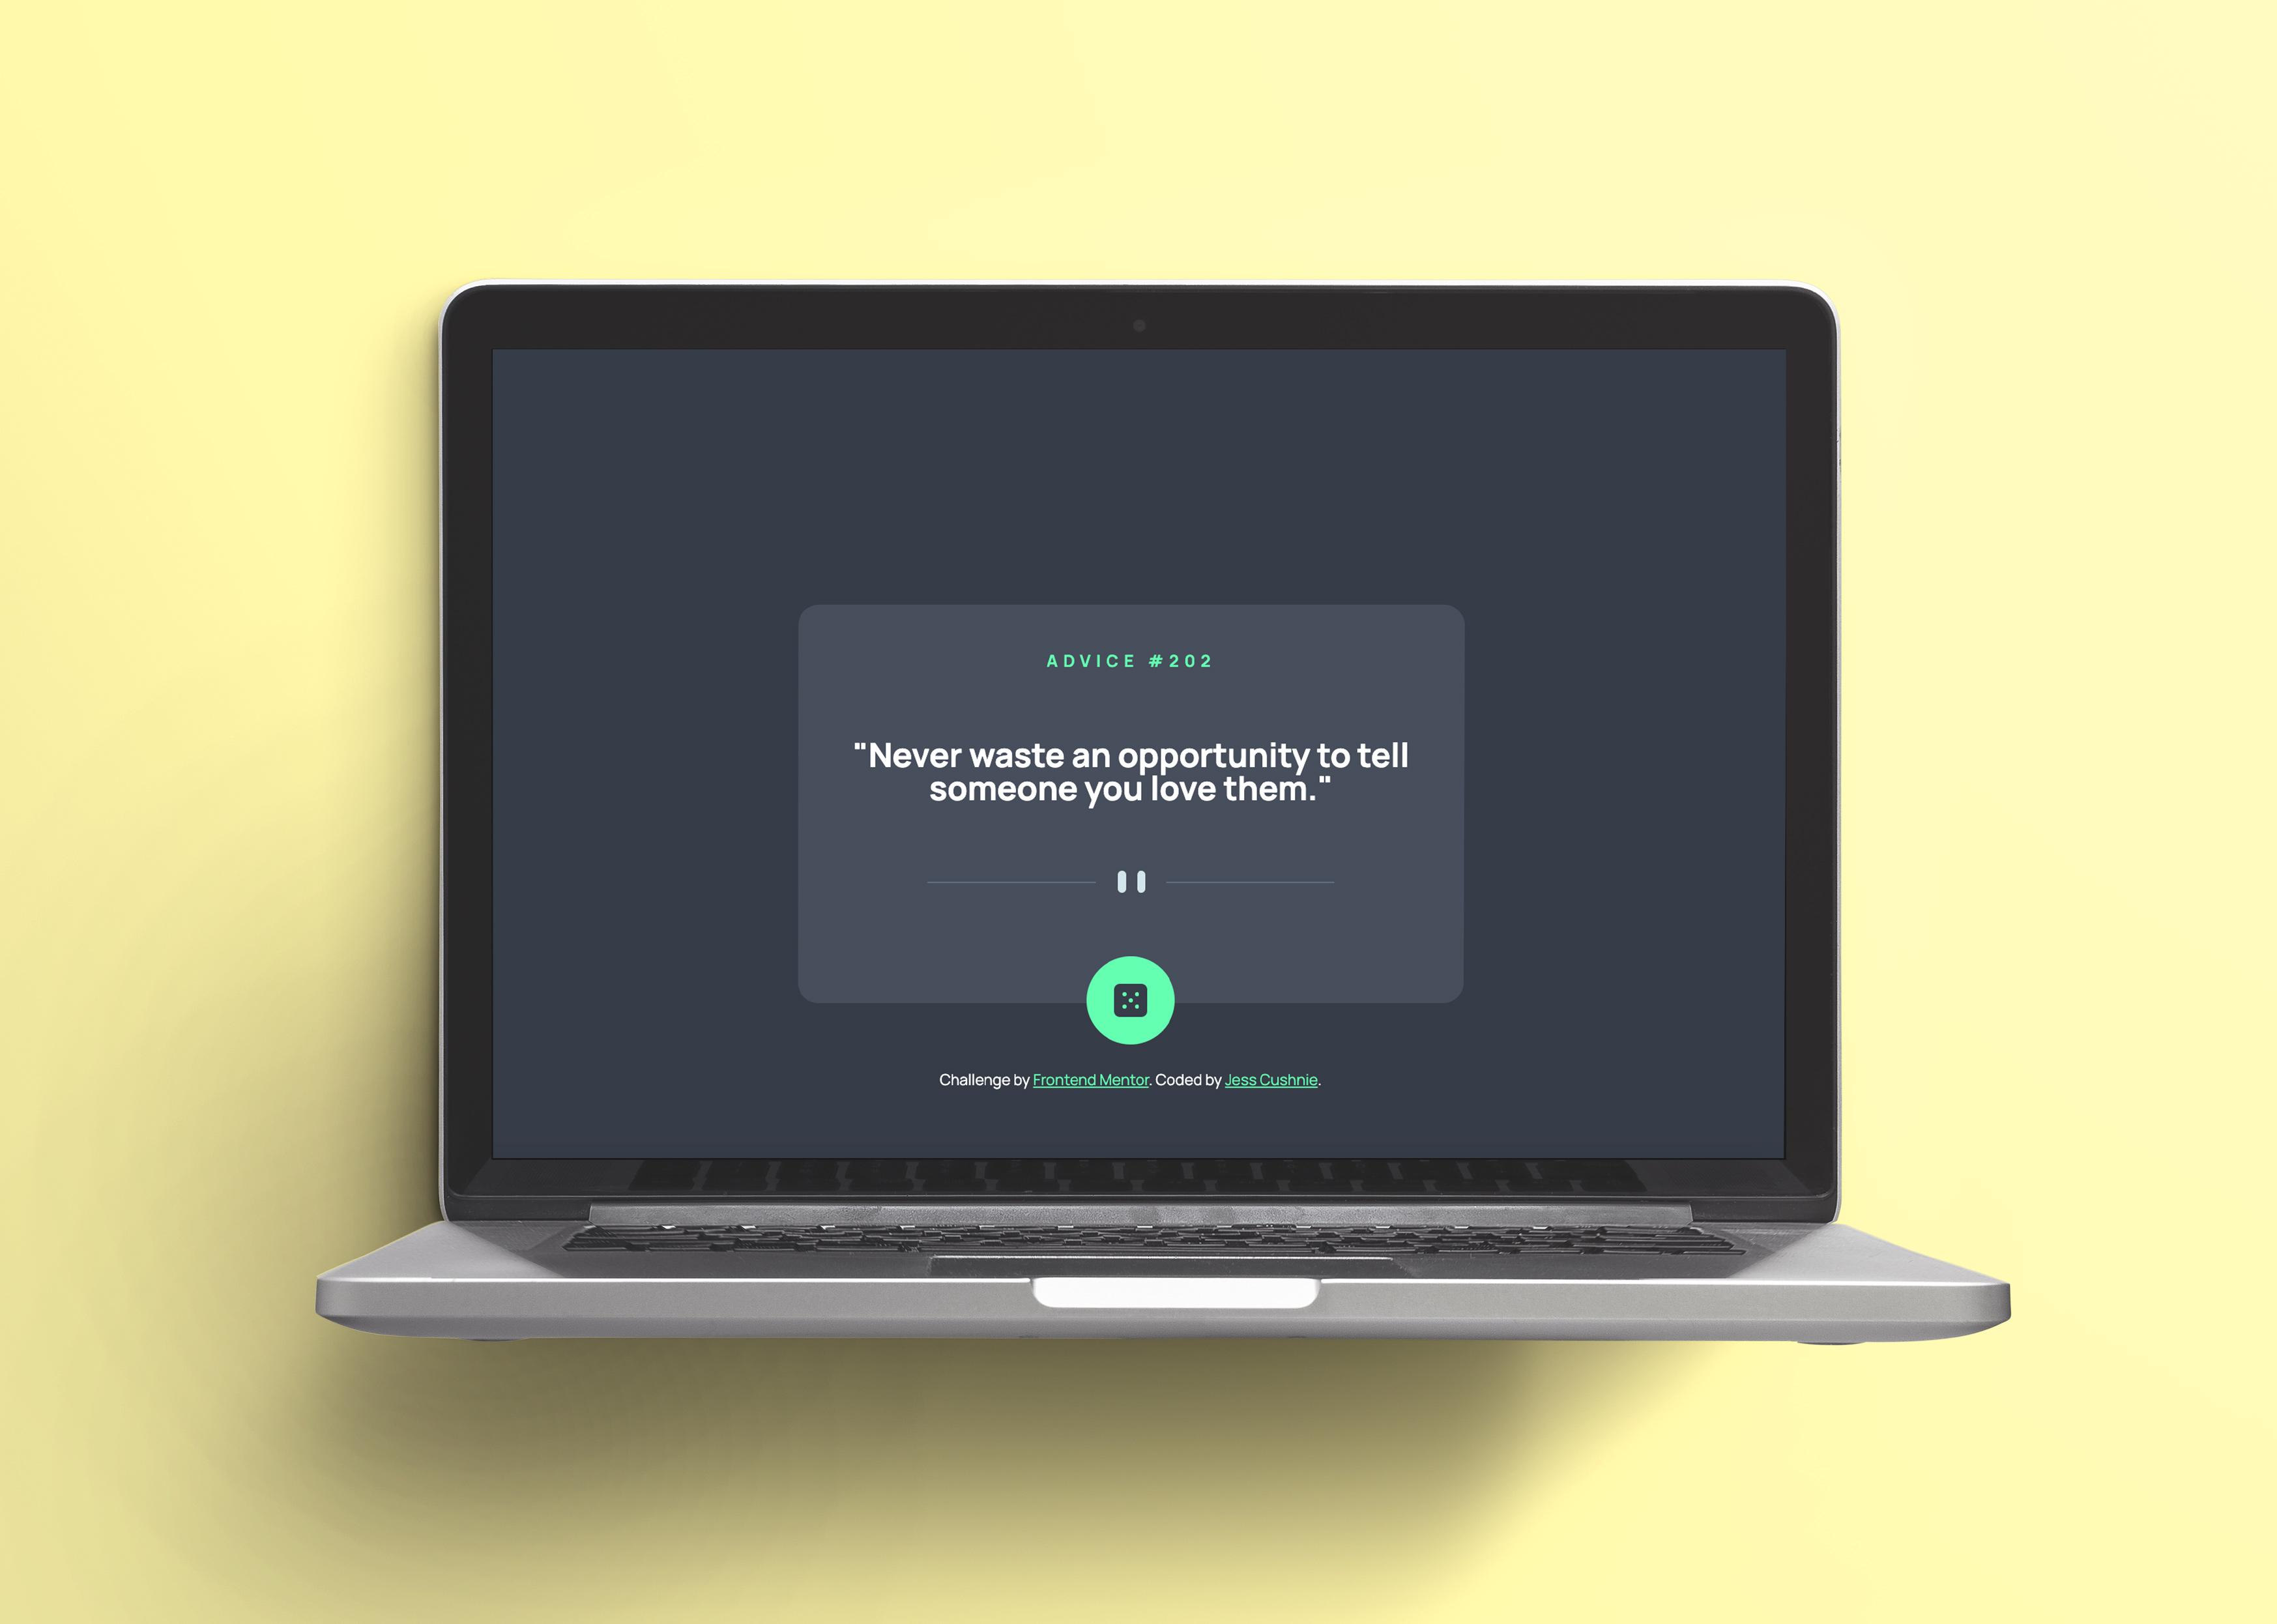 ADVICE #202
"Never waste an opportunity to tell
someone you love them."
Challenge by Frontend Mentor. Coded by Jess Cushnie.